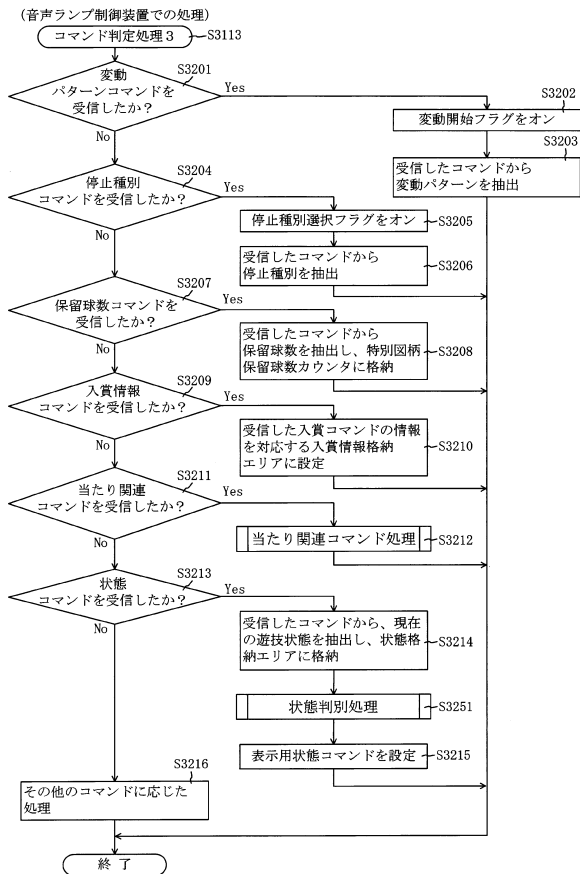 (音声ランプ制御装置での処理)
コマンド判定処理3
S3113
変動
パターンコマンドを
受信したか?
S3201
Yes
No
S3202
変動開始フラグをオン
S3203
受信したコマンドから
変動パターンを抽出
停止種別
コマンドを受信したか?
S3204
Yes
No
停止種別選択フラグをオン
S3205
受信したコマンドから
停止種別を抽出
S3206
保留球数コマンドを
受信したか?
S3207
Yes
No
受信したコマンドから
保留球数を抽出し、特別図柄
保留球数カウンタに格納
S3208
入賞情報
コマンドを受信したか?
S3209
Yes
No
受信した入賞コマンドの情報
を対応する入賞情報格納
エリアに設定
S3210
当たり関連
コマンドを受信したか?
S3211
Yes
No
当たり関連コマンド処理
S3212
状態
コマンドを受信したか?
S3213
Yes
No
受信したコマンドから、現在
の遊技状態を抽出し、状態格
納エリアに格納
S3214
状態判別処理
S3251
表示用状態コマンドを設定
S3215
S3216
その他のコマンドに応じた
処理
終了